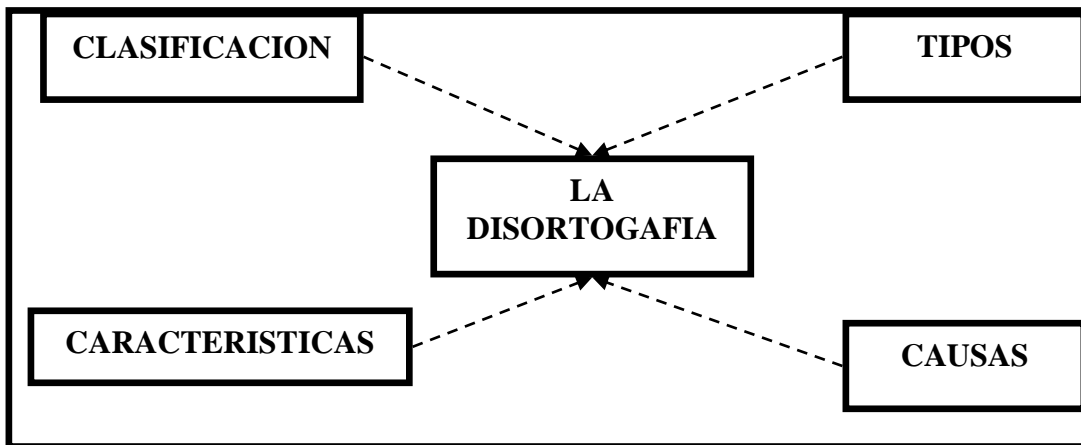 CLASIFICACION
TIPOS
LA
DISORTOGAFIA
CARACTERISTICAS
CAUSAS